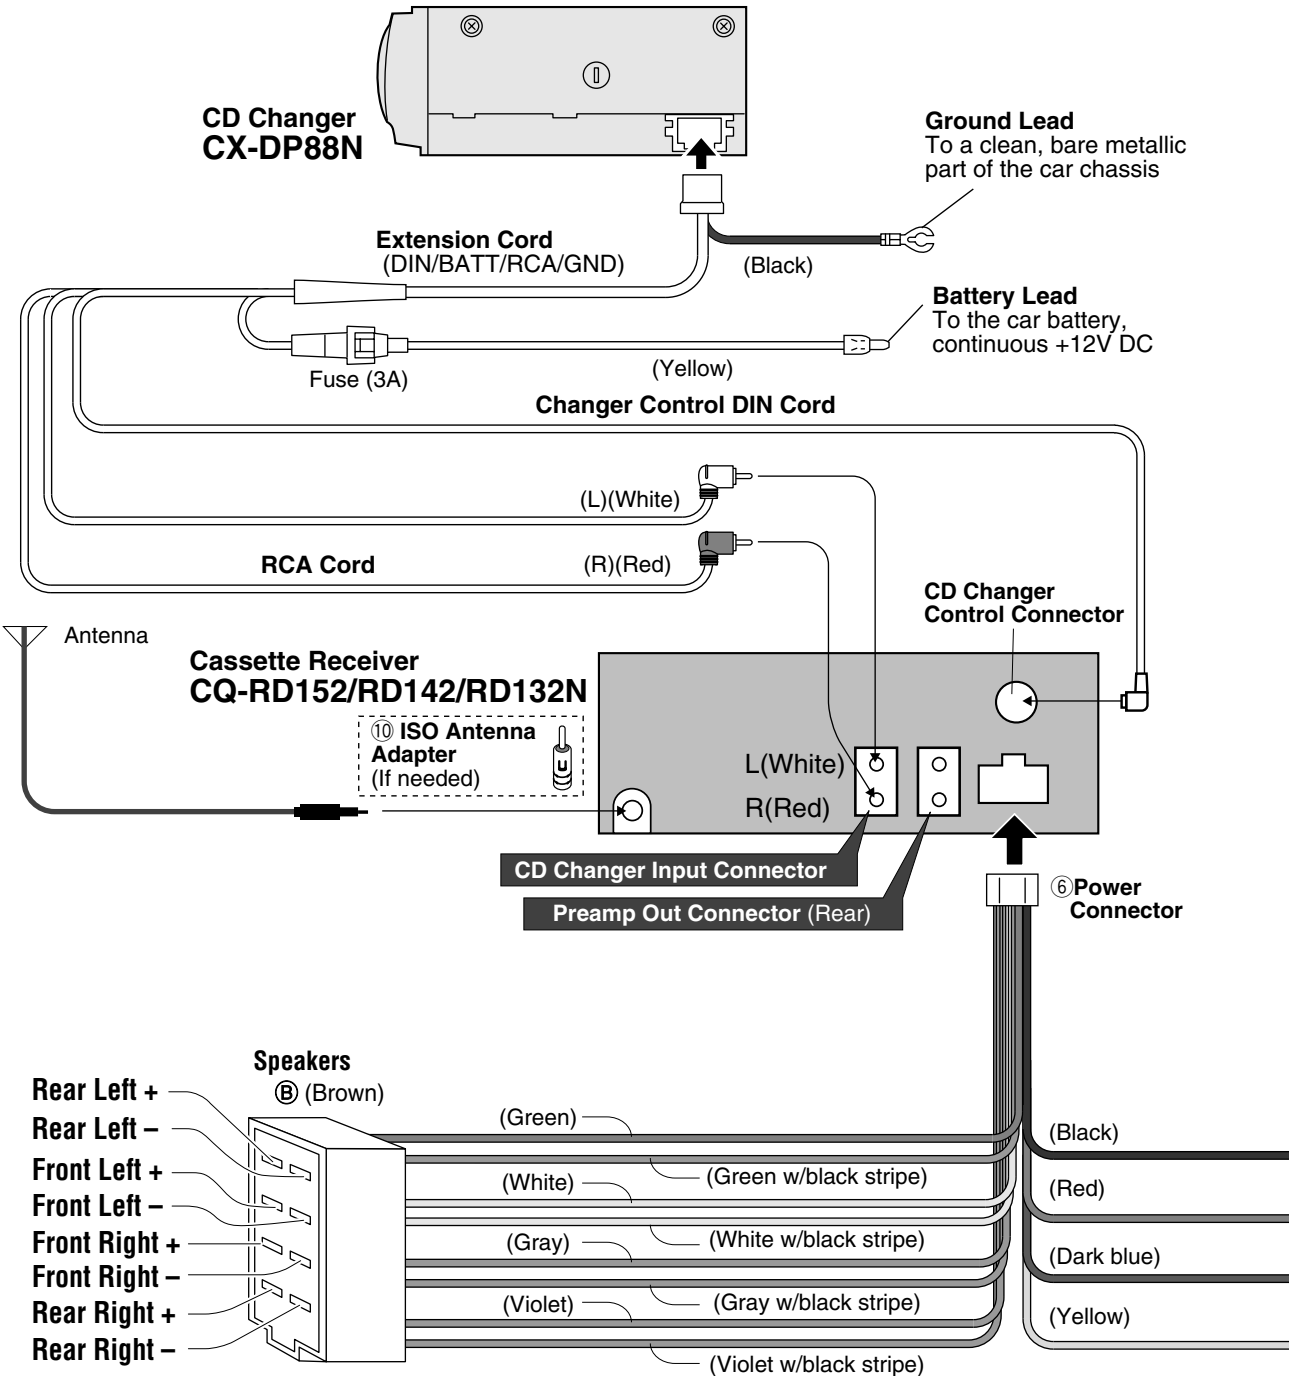 CD Changer
CX-DP88N
Ground Lead
To a clean, bare metallic
part of the car chassis
Extension Cord
(DIN/BATT/RCA/GND)
(Black)
Battery Lead
To the car battery,
continuous +12V DC
Fuse (3A)
(Yellow)
Changer Control DIN Cord
(L)(White)
RCA Cord
(R)(Red)
CD Changer
Control Connector
Antenna
Cassette Receiver
CQ-RD152/RD142/RD132N
⑩ ISO Antenna
Adapter
(If needed)
L(White)
R(Red)
CD Changer Input Connector
Preamp Out Connector (Rear)
⑥Power
Connector
Speakers
Ⓑ (Brown)
Rear Left +
Rear Left –
Front Left +
Front Left –
Front Right +
Front Right –
Rear Right +
Rear Right –
(Green)
(Green w/black stripe)
(White)
(White w/black stripe)
(Gray)
(Gray w/black stripe)
(Violet)
(Violet w/black stripe)
(Black)
(Red)
(Dark blue)
(Yellow)